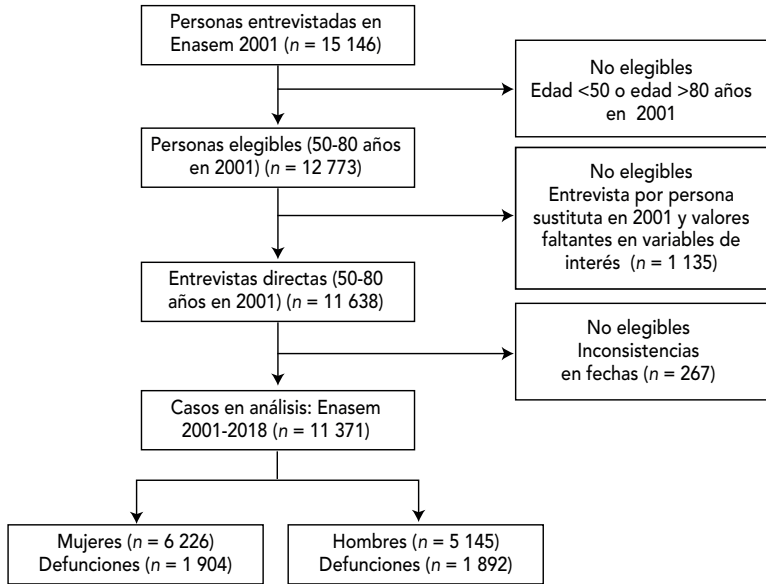 Personas entrevistadas en
Enasem 2001 (n = 15 146)
No elegibles
Edad <50 o edad >80 años
en 2001
Personas elegibles (50-80 años
en 2001) (n = 12 773)
No elegibles
Entrevista por persona
sustituta en 2001 y valores
faltantes en variables de
interés (n = 1 135)
Entrevistas directas (50-80
años en 2001) (n = 11 638)
No elegibles
Inconsistencias
en fechas (n = 267)
Casos en análisis: Enasem
2001-2018 (n = 11 371)
Mujeres (n = 6 226)
Defunciones (n = 1 904)
Hombres (n = 5 145)
Defunciones (n = 1 892)